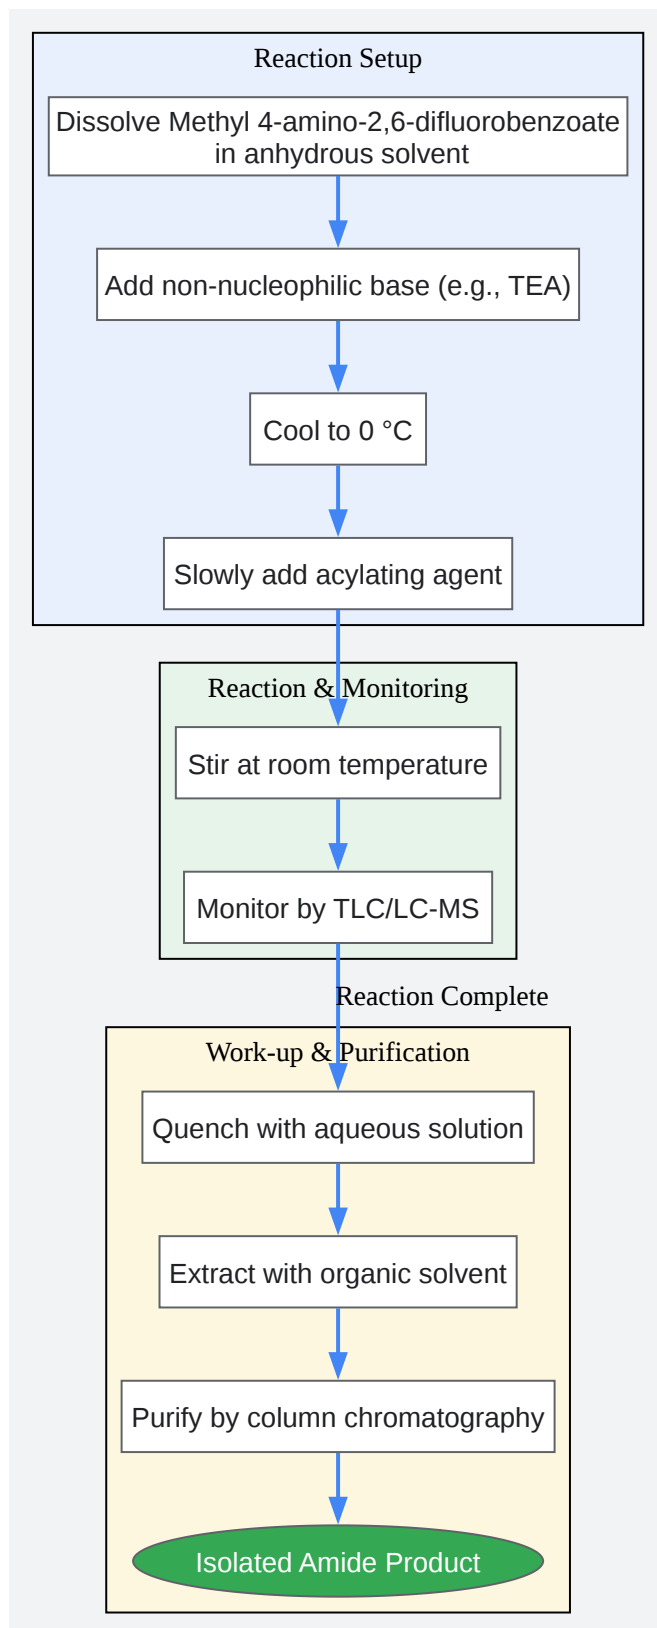 Reaction Setup
Dissolve Methyl 4-amino-2,6-difluorobenzoate
in anhydrous solvent
Add non-nucleophilic base (e.g., TEA)
Cool to 0 °C
Slowly add acylating agent
Reaction & Monitoring
Stir at room temperature
Monitor by TLC/LC-MS
Reaction Complete
Work-up & Purification
Quench with aqueous solution
Extract with organic solvent
Purify by column chromatography
Isolated Amide Product